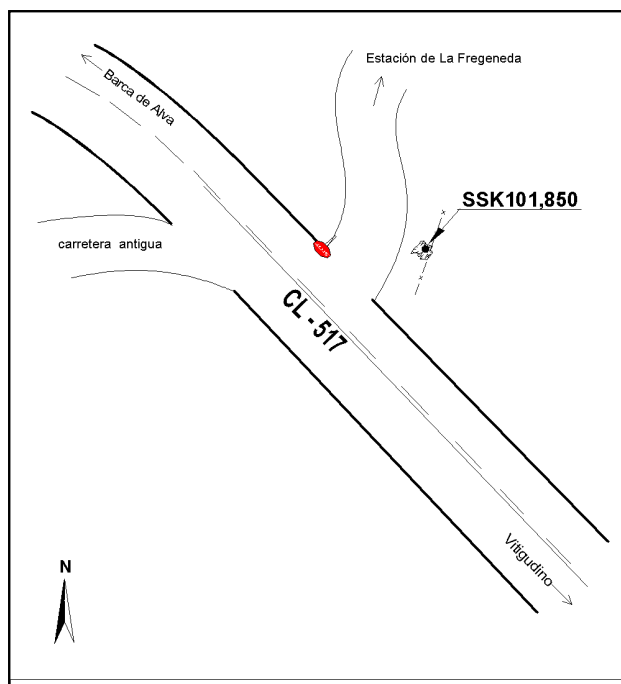 Estación de La Fregeneda
Barca de Alva
SSK101,850
carretera antigua
CL - 517
Vitigudino
N